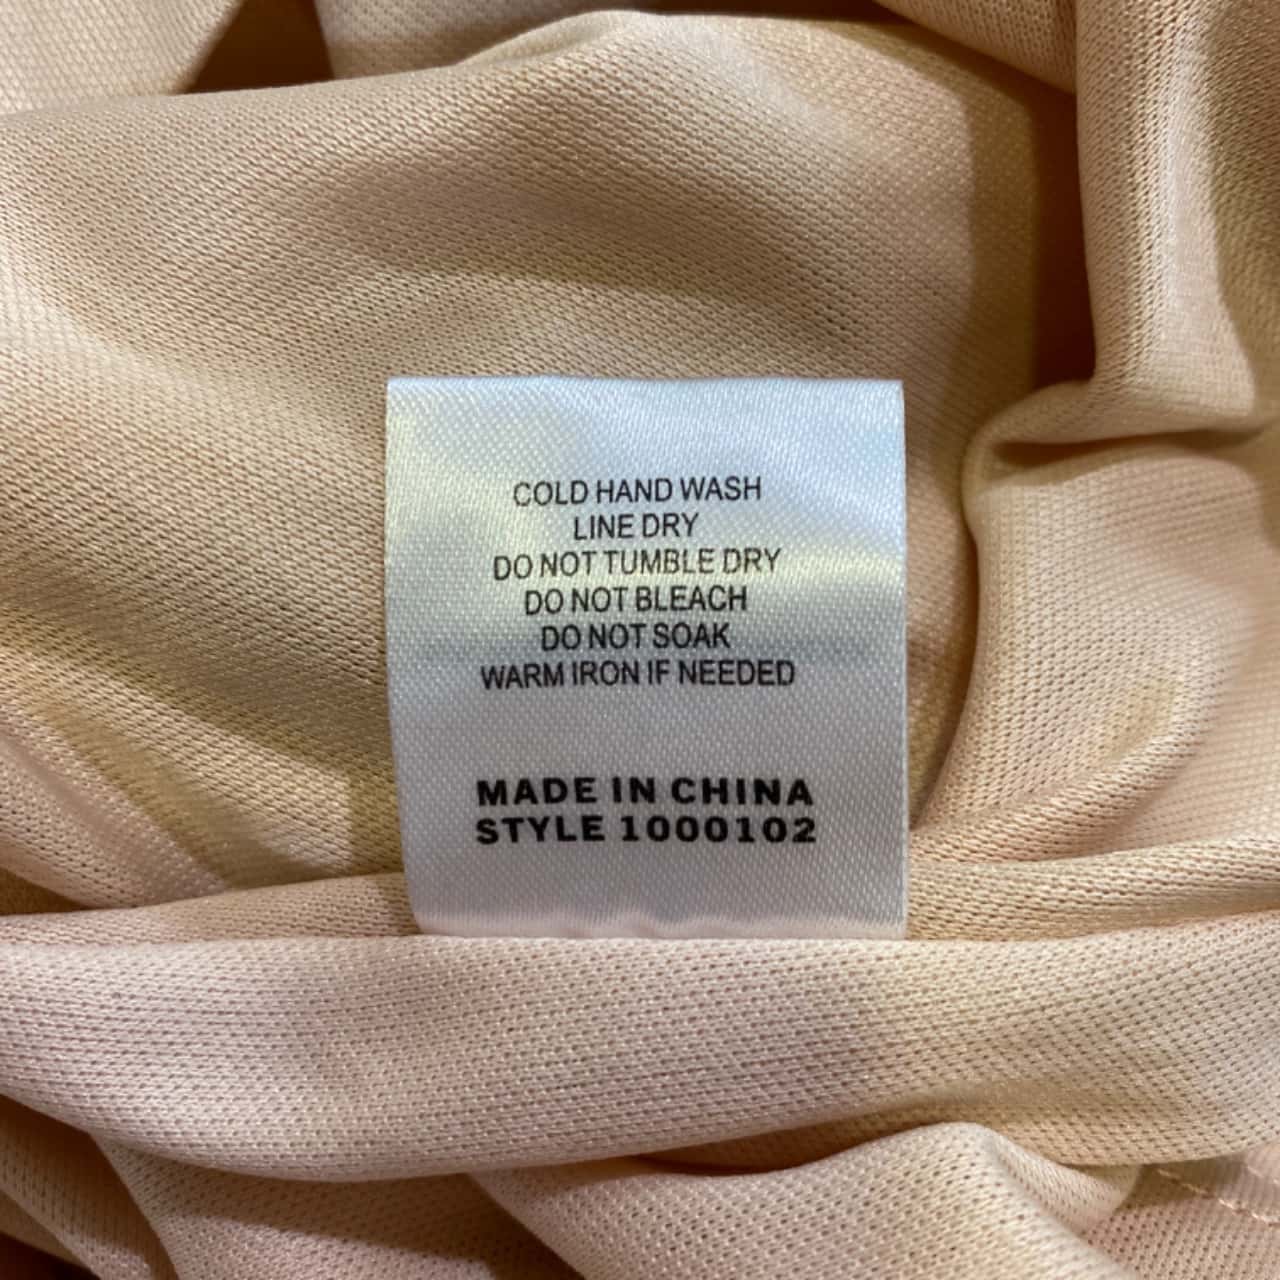 COLD HAND WASH
LINE DRY
DO NOT TUMBLE DRY
DO NOT BLEACH
DO NOT SOAK
WARM IRON IF NEEDED
MADE IN CHINA
STYLE 1000102